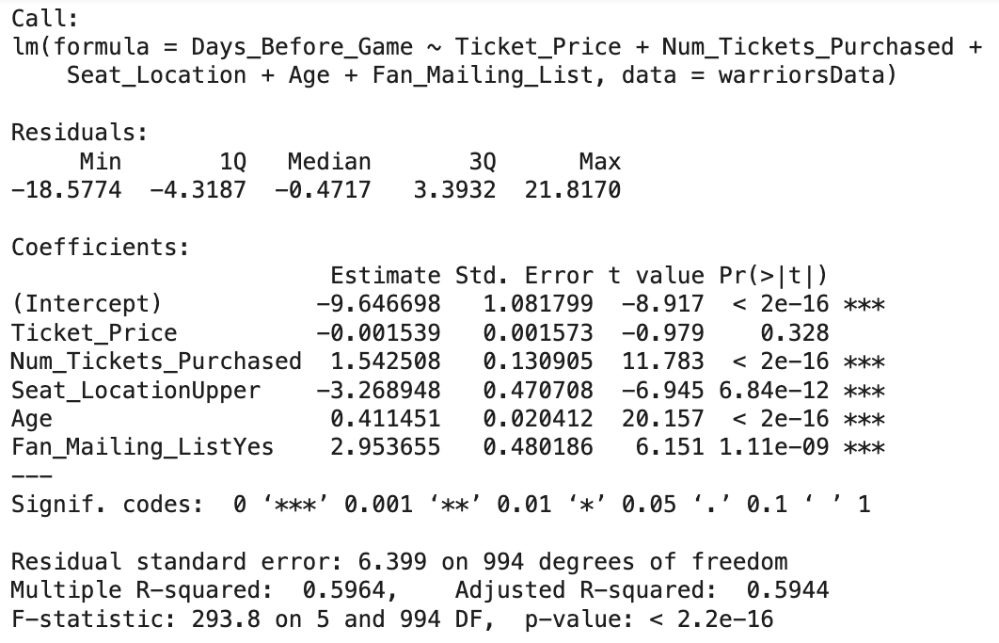 Call:
lm(formula = Days_Before_Game ~ Ticket_Price + Num_Tickets_Purchased +
    Seat_Location + Age + Fan_Mailing_List, data = warriorsData)

Residuals:
     Min       1Q   Median       3Q      Max
-18.5774  -4.3187  -0.4717   3.3932  21.8170

Coefficients:
                       Estimate Std. Error t value Pr(>|t|)
(Intercept)           -9.646698   1.081799  -8.917  < 2e-16 ***
Ticket_Price          -0.001539   0.001573  -0.979    0.328
Num_Tickets_Purchased  1.542508   0.130905  11.783  < 2e-16 ***
Seat_LocationUpper    -3.268948   0.470708  -6.945 6.84e-12 ***
Age                    0.411451   0.020412  20.157  < 2e-16 ***
Fan_Mailing_ListYes    2.953655   0.480186   6.151 1.11e-09 ***
---
Signif. codes:  0 ‘***’ 0.001 ‘**’ 0.01 ‘*’ 0.05 ‘.’ 0.1 ‘ ’ 1

Residual standard error: 6.399 on 994 degrees of freedom
Multiple R-squared:  0.5964,    Adjusted R-squared:  0.5944
F-statistic: 293.8 on 5 and 994 DF,  p-value: < 2.2e-16